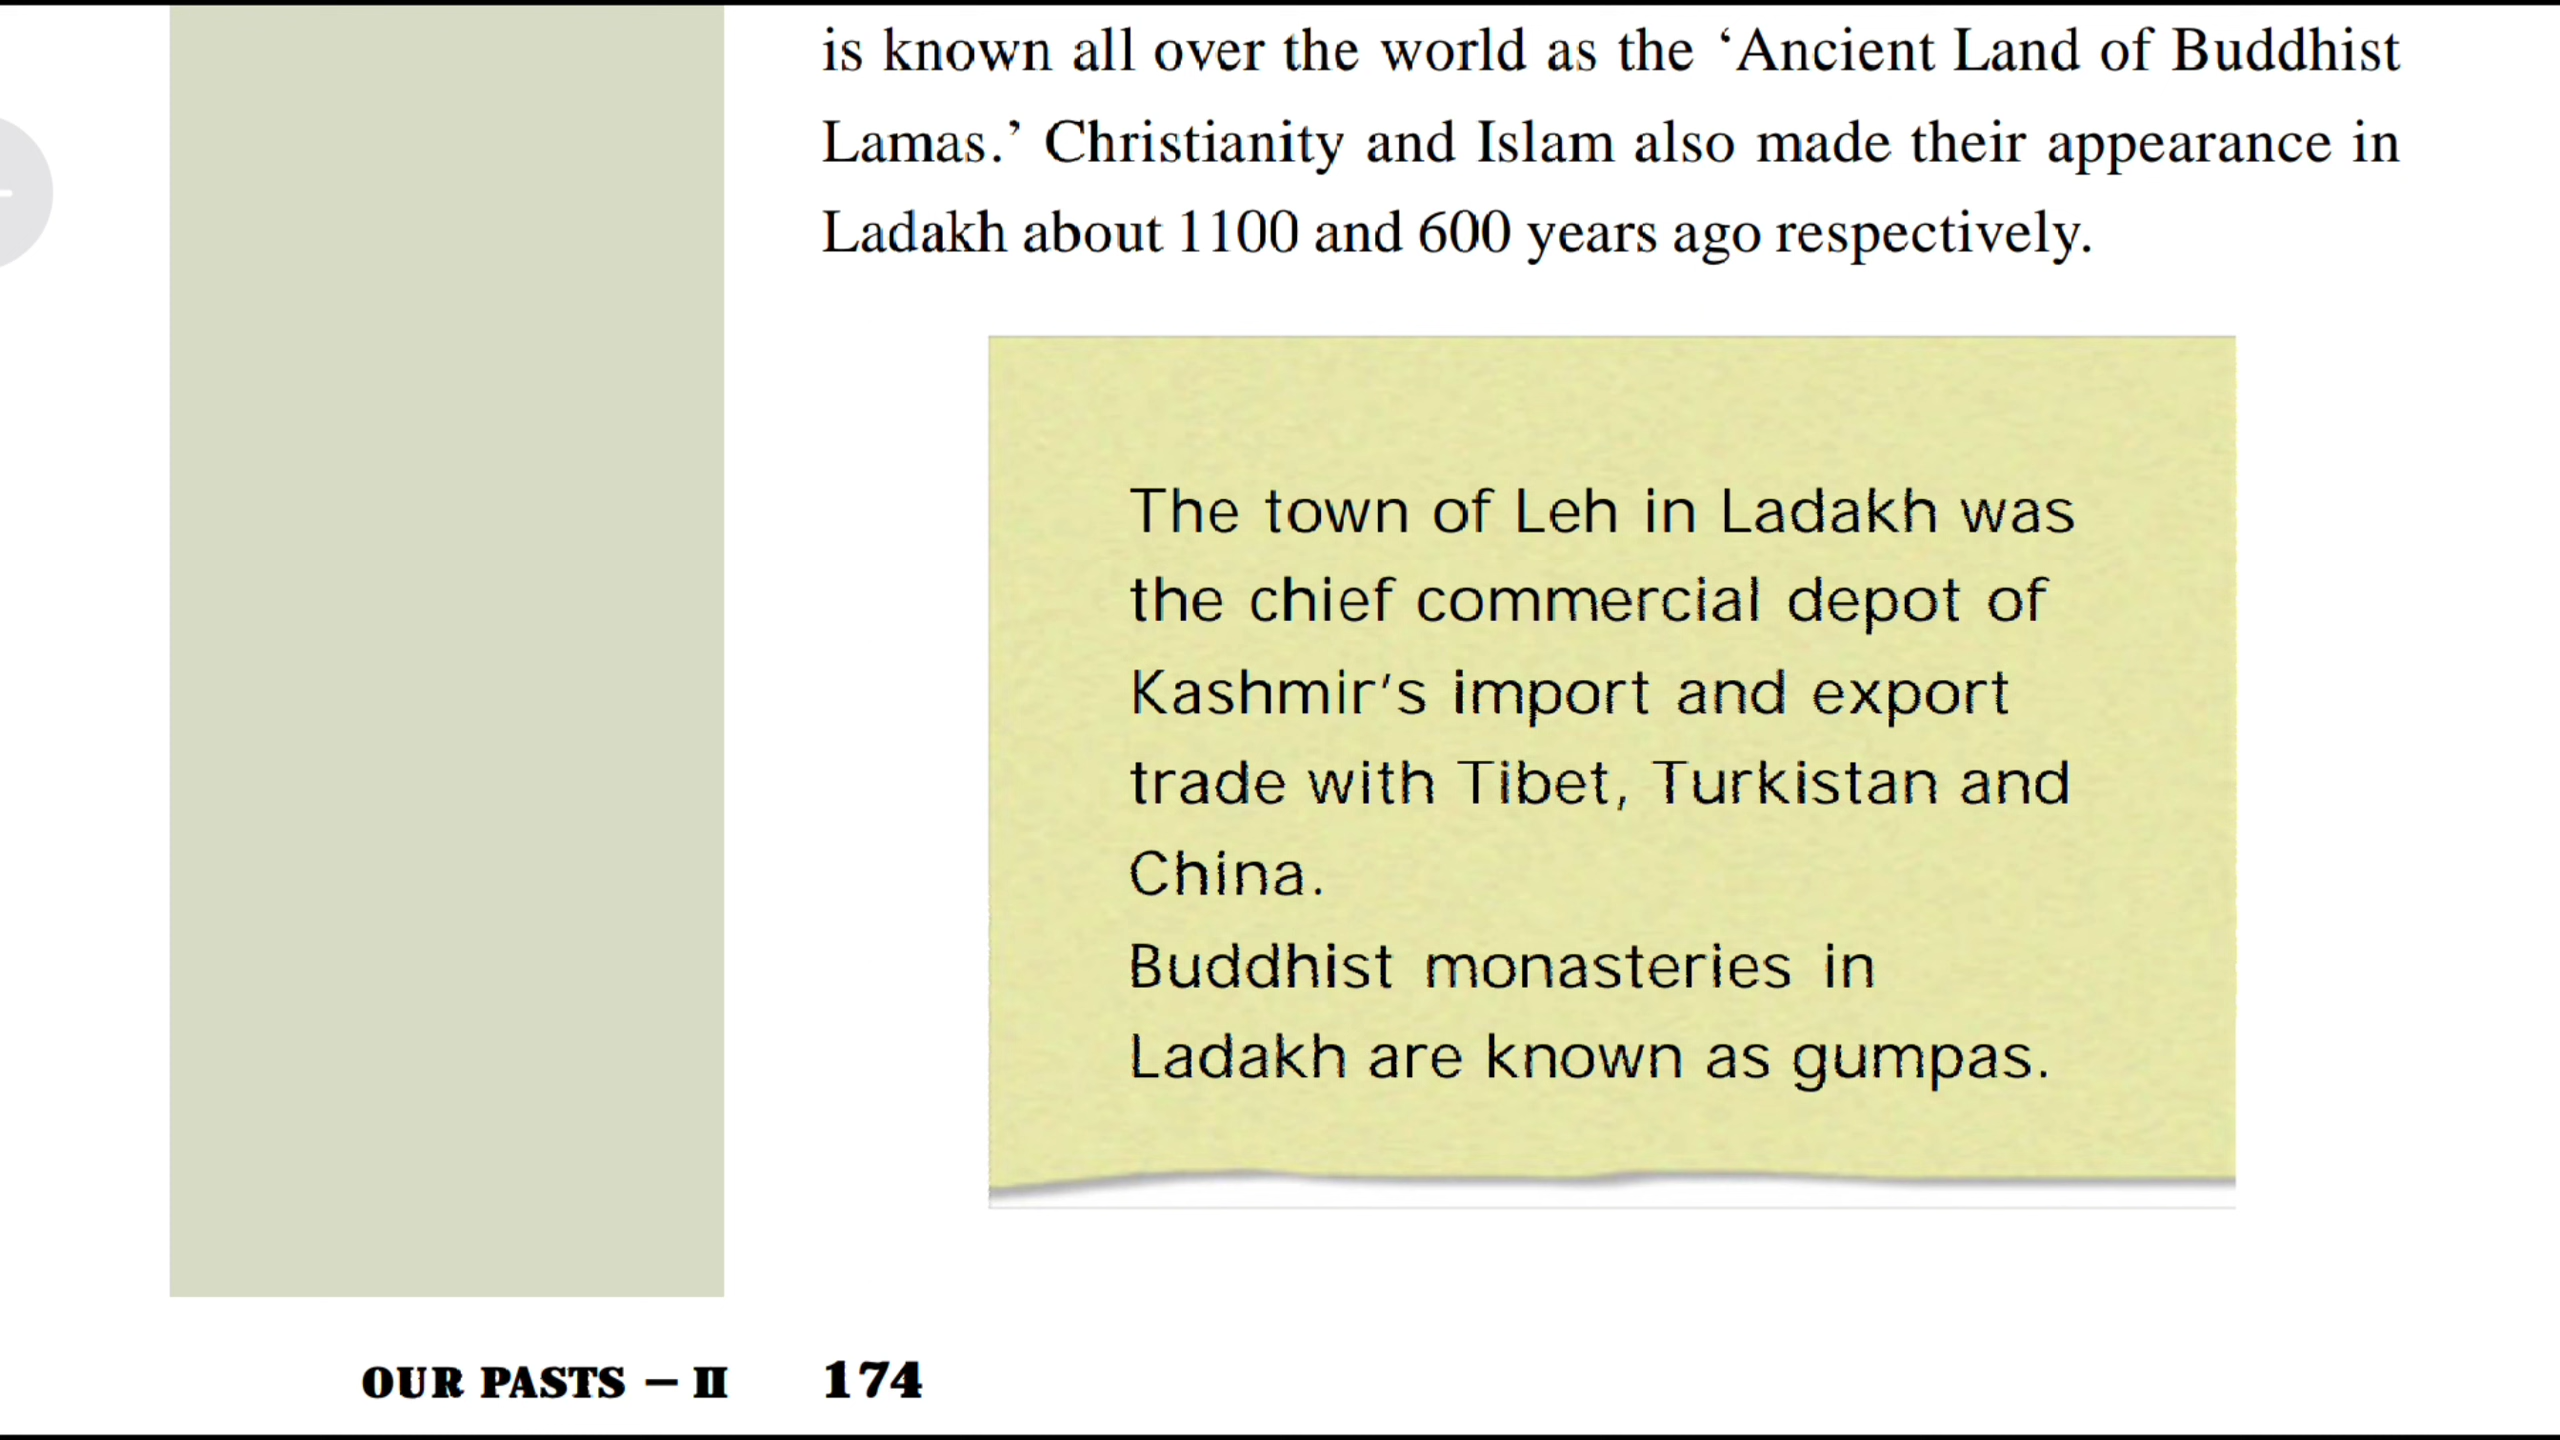 is known all over the world as the ‘Ancient Land of Buddhist
Lamas.’ Christianity and Islam also made their appearance in
Ladakh about 1100 and 600 years ago respectively.
The town of Leh in Ladakh was
the chief commercial depot of
Kashmir’s import and export
trade with Tibet, Turkistan and
China.
Buddhist monasteries in
Ladakh are known as gumpas.
OUR PASTS – II 174